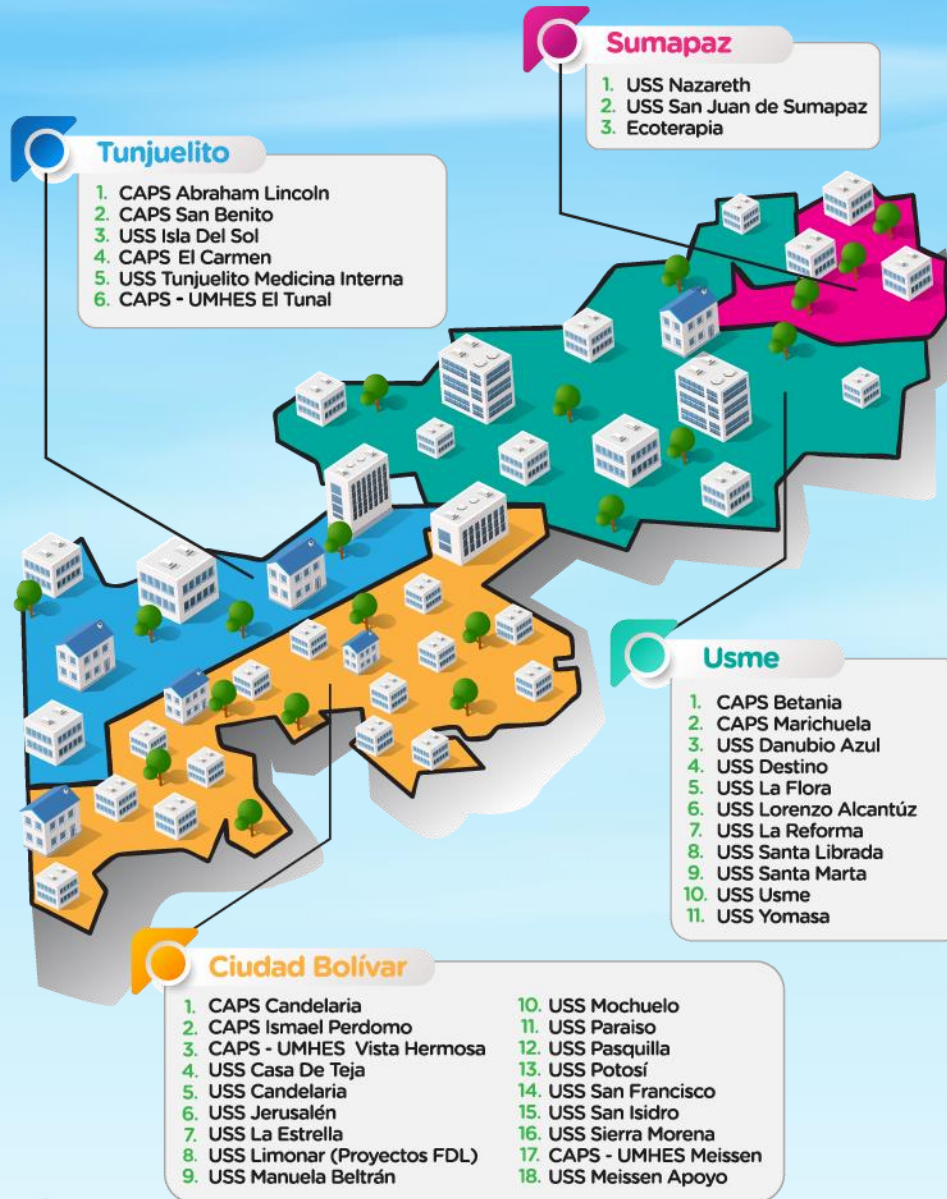 Sumapaz
1. USS Nazareth
2. USS San Juan de Sumapaz
3. Ecoterapia
Tunjuelito
1. CAPS Abraham Lincoln
2. CAPS San Benito
3. USS Isla Del Sol
4. CAPS El Carmen
5. USS Tunjuelito Medicina Interna
6. CAPS - UMHES El Tunal
Usme
1. CAPS Betania
2. CAPS Marichuela
3. USS Danubio Azul
4. USS Destino
5. USS La Flora
6. USS Lorenzo Alcantúz
7. USS La Reforma
8. USS Santa Librada
9. USS Santa Marta
10. USS Usme
11. USS Yomasa
Ciudad Bolívar
1. CAPS Candelaria
2. CAPS Ismael Perdomo
3. CAPS - UMHES Vista Hermosa
4. USS Casa De Teja
5. USS Candelaria
6. USS Jerusalén
7. USS La Estrella
8. USS Limonar (Proyectos FDL)
9. USS Manuela Beltrán
10. USS Mochuelo
11. USS Paraiso
12. USS Pasquilla
13. USS Potosí
14. USS San Francisco
15. USS San Isidro
16. USS Sierra Morena
17. CAPS - UMHES Meissen
18. USS Meissen Apoyo